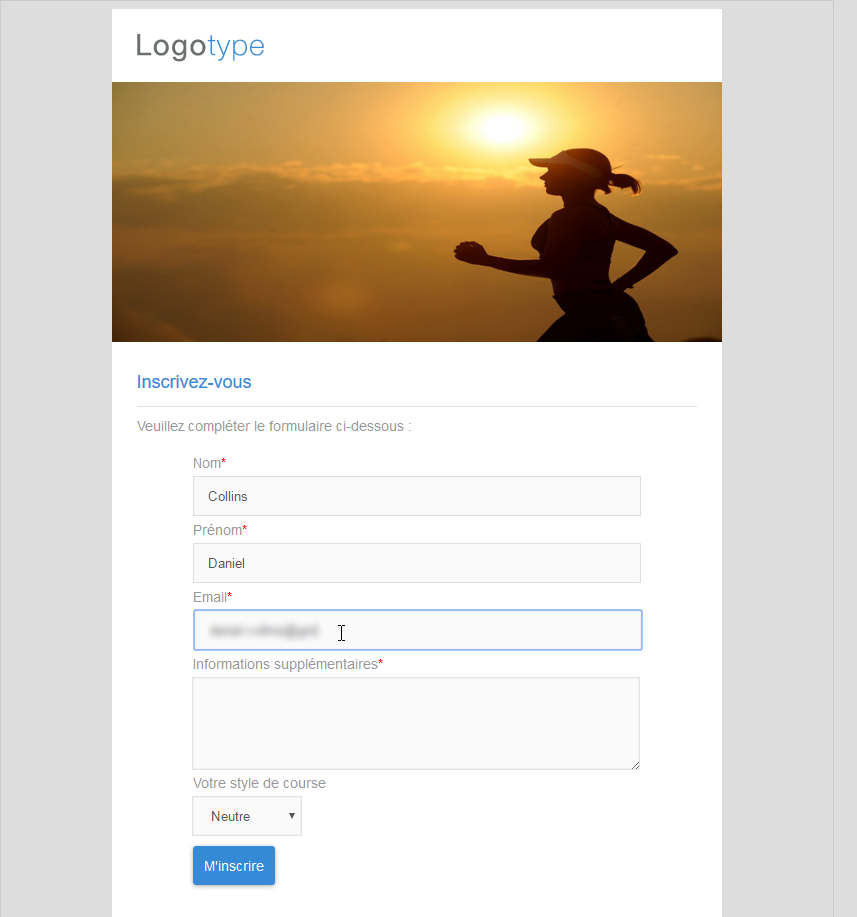 Logotype
Inscrivez-vous
Veuillez compléter le formulaire ci-dessous :
Nom*
Collins
Prénom*
Daniel
Email*
Informations supplémentaires*
Votre style de course
Neutre
M'inscrire